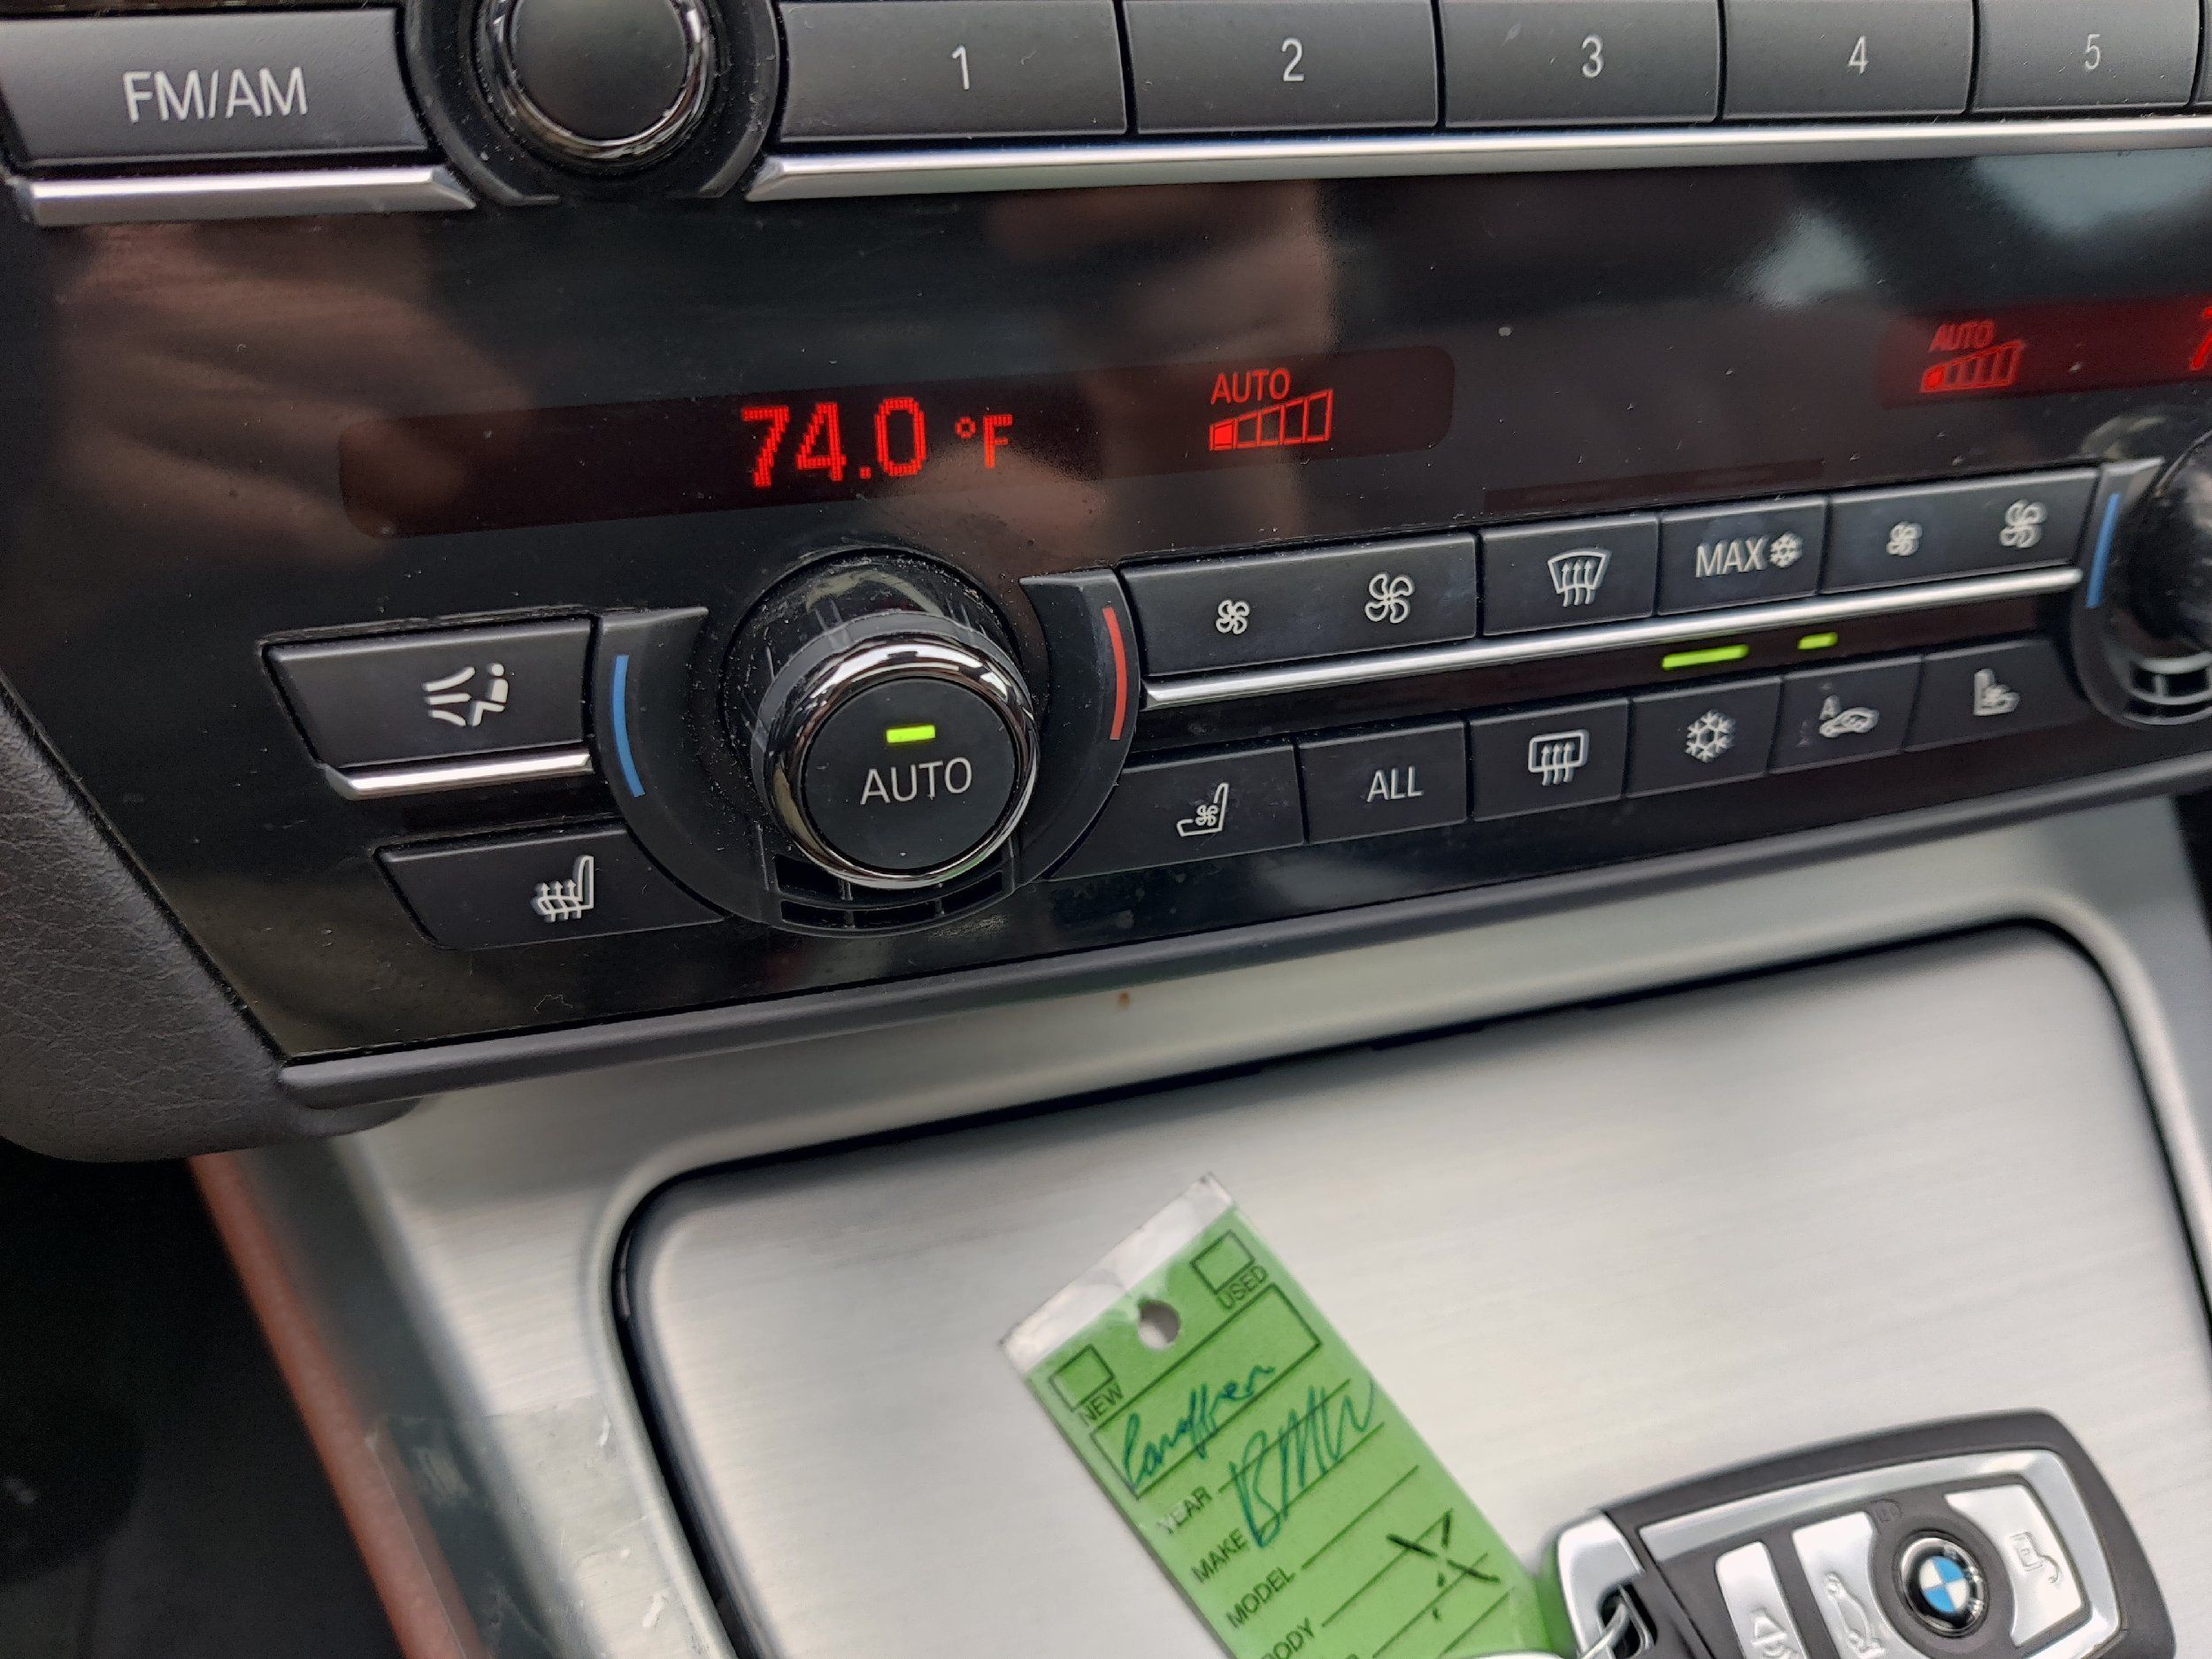 FM/AM
1 2 3 4 5
74.0 °F AUTO AUTO
MAX
AUTO
ALL
A
USED
NEW
YEAR
MAKE BMW
MODEL
BODY